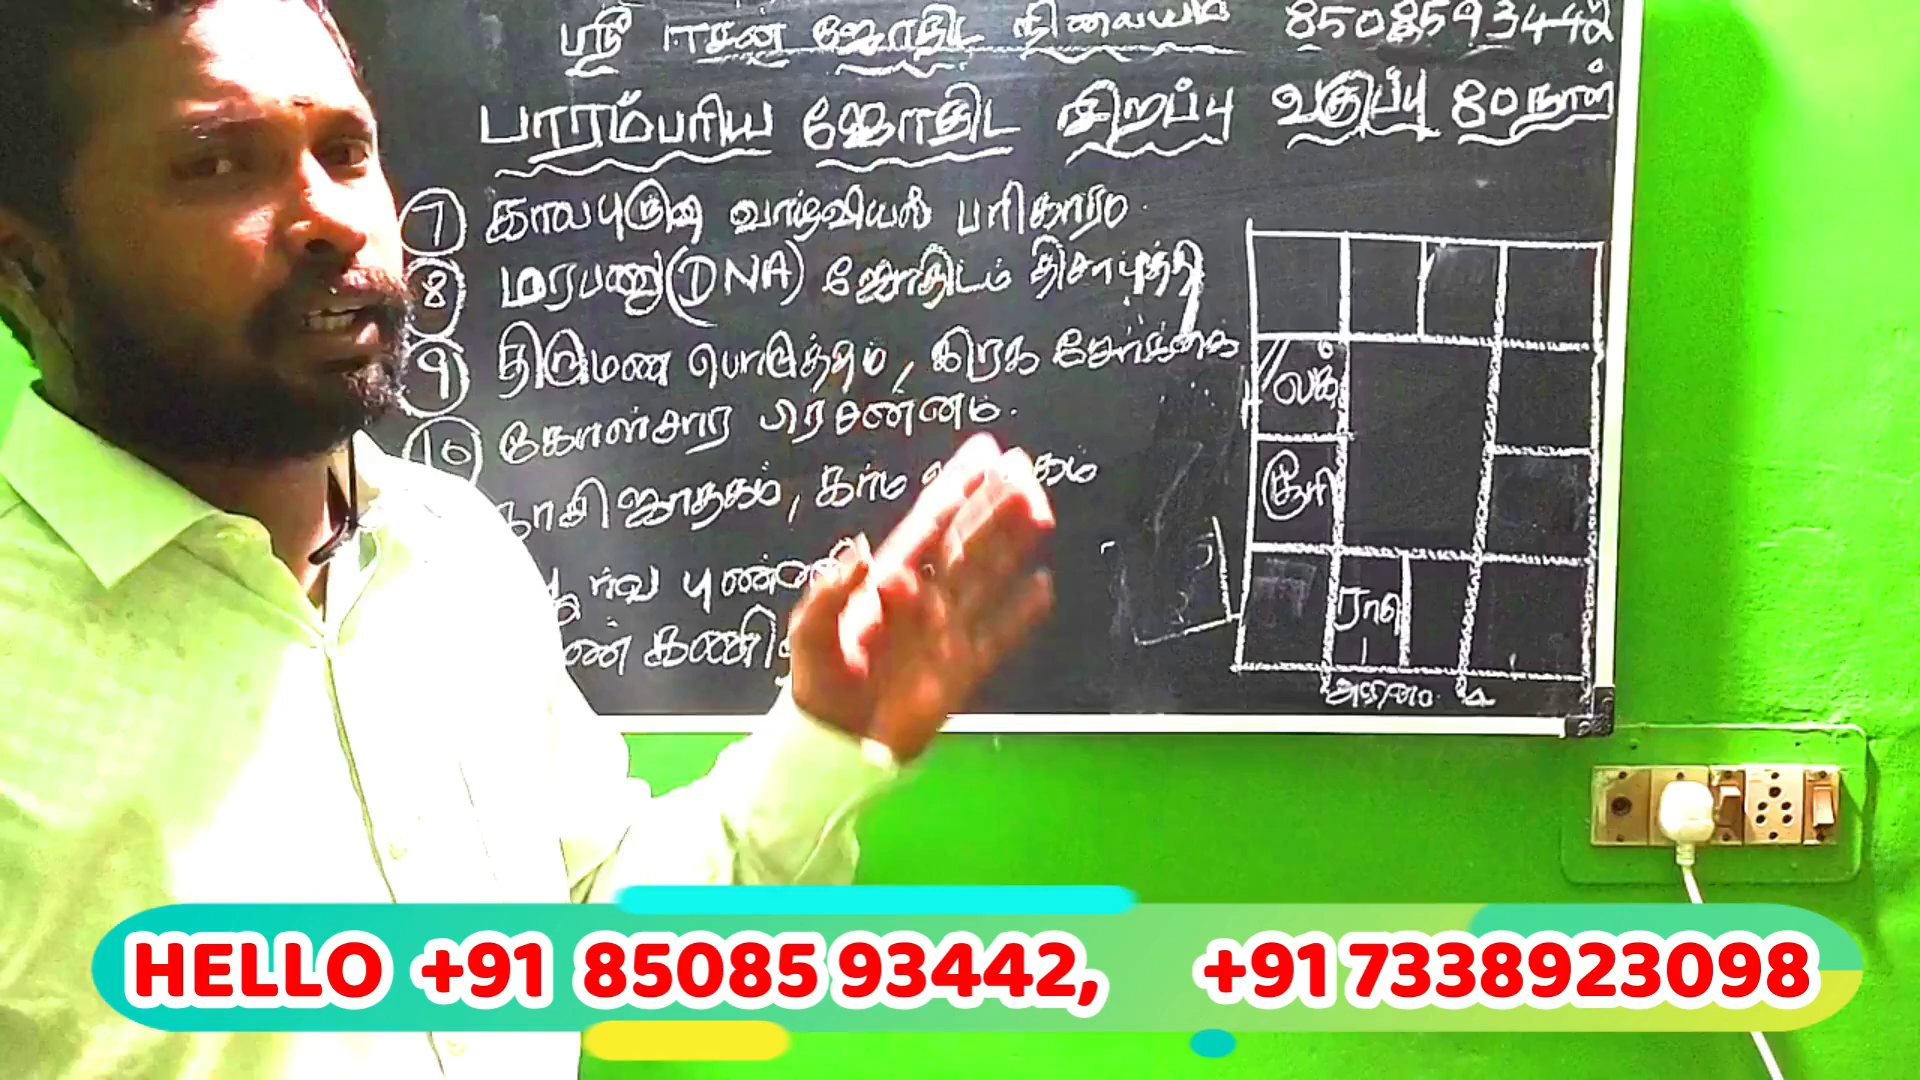 ஸ்ரீ ஈசன் ஜோதிட நிலையம் 8508593442
பாரம்பரிய ஜோதிட சிறப்பு வகுப்பு 80 நாள்
7 காலபுருஷ வாழ்வியல் பரிகாரம்
8 மரபணு (DNA) ஜோதிடம் திசாபுத்தி
9 திருமண பொருத்தம், கிரக சேர்க்கை
10 கோள்சார பிரசன்னம்.
ஜாதகம், கர்ம
லக்
சூரி
ராகு
HELLO +91 85085 93442, +91 7338923098